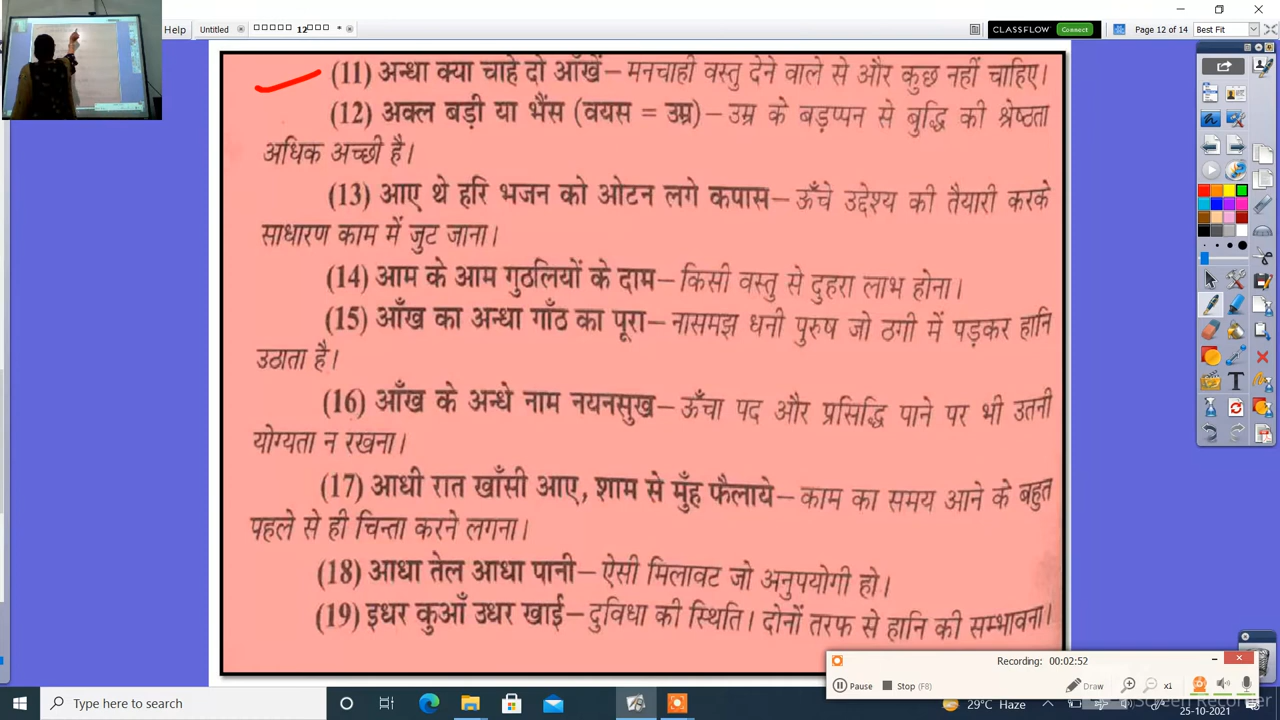 Help Untitled 12 * CLASSFLOW Connect Page 12 of 14 Best Fit
(11) अन्धा क्या चाहे दो आँखें– मनचाही वस्तु देने वाले से और कुछ नहीं चाहिए।
(12) अक्ल बड़ी या भैंस (वयस = उम्र) – उम्र के बड़प्पन से बुद्धि की श्रेष्ठता
अधिक अच्छी है।
(13) आए थे हरि भजन को ओटन लगे कपास– ऊँचे उद्देश्य की तैयारी करके
साधारण काम में जुट जाना।
(14) आम के आम गुठलियों के दाम– किसी वस्तु से दुहरा लाभ होना।
(15) आँख का अन्धा गाँठ का पूरा– नासमझ धनी पुरुष जो ठगी में पड़कर हानि
उठाता है।
(16) आँख के अन्धे नाम नयनसुख– ऊँचा पद और प्रसिद्धि पाने पर भी उतनी
योग्यता न रखना।
(17) आधी रात खाँसी आए, शाम से मुँह फैलाये– काम का समय आने के बहुत
पहले से ही चिन्ता करने लगना।
(18) आधा तेल आधा पानी– ऐसी मिलावट जो अनुपयोगी हो।
(19) इधर कुआँ उधर खाई– दुविधा की स्थिति। दोनों तरफ से हानि की सम्भावना।
Recording: 00:02:52
Pause Stop (F8) Draw x1
Screen Recorder
Type here to search 29°C Haze 25-10-2021